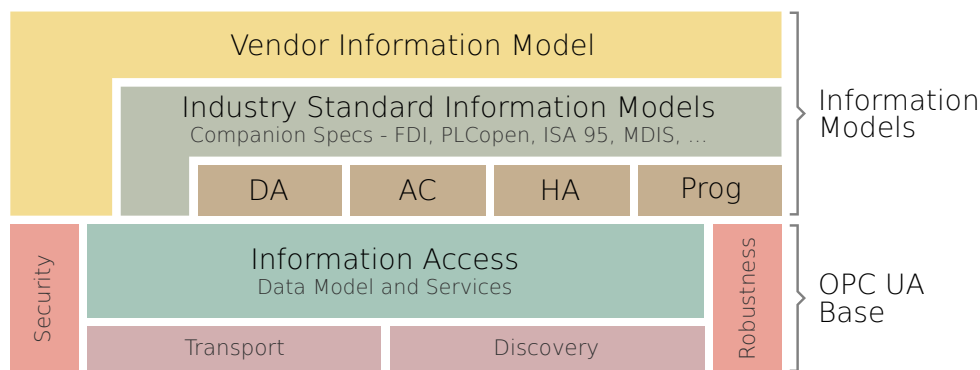 Vendor Information Model
Industry Standard Information Models
Companion Specs - FDI, PLCopen, ISA 95, MDIS, ...
DA
AC
HA
Prog
Information
Models
Security
Information Access
Data Model and Services
Transport
Discovery
Robustness
OPC UA
Base